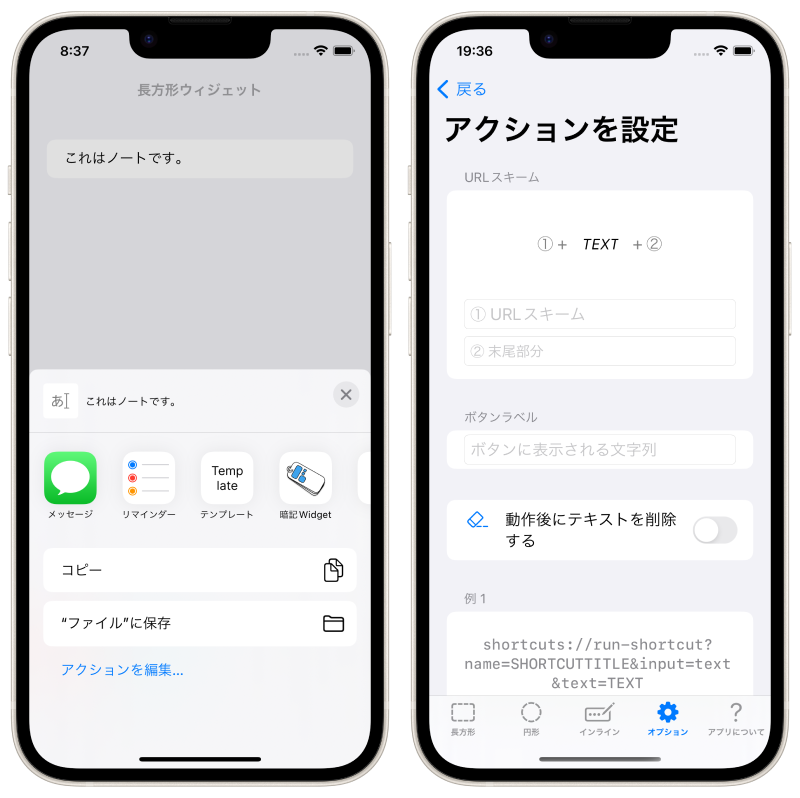 8:37
長方形ウィジェット
これはノートです。
あ
これはノートです。
メッセージ
リマインダー
Temp
late
テンプレート
暗記Widget
コピー
“ファイル”に保存
アクションを編集...
19:36
戻る
アクションを設定
URLスキーム
①+ TEXT +②
① URLスキーム
② 末尾部分
ボタンラベル
ボタンに表示される文字列
動作後にテキストを削除
する
例 1
shortcuts://run-shortcut?
name=SHORTCUTTITLE&input=text
&text=TEXT
長方形
円形
インライン
オプション
アプリについて